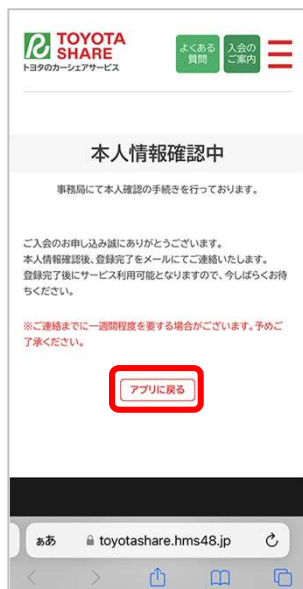 TOYOTA
SHARE
トヨタのカーシェアサービス
よくある
質問
入会の
ご案内
本人情報確認中
事務局にて本人確認の手続きを行っております。
ご入会のお申し込み誠にありがとうございます。
本人情報確認後、登録完了をメールにてご連絡いたします。
登録完了後にサービス利用可能となりますので、今しばらくお待
ちください。
※ご連絡までに一週間程度を要する場合がございます。予めご
了承ください。
アプリに戻る
ぁあ
toyotashare.hms48.jp